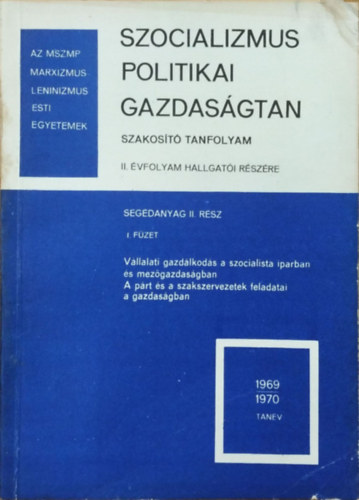 AZ MSZMP
MARXIZMUS
LENINIZMUS
ESTI
EGYETEMEK
SZOCIALIZMUS
POLITIKAI
GAZDASÁGTAN
SZAKOSÍTÓ TANFOLYAM
II. ÉVFOLYAM HALLGATÓI RÉSZÉRE
SEGÉDANYAG II. RÉSZ
I. FÜZET
Vállalati gazdálkodás a szocialista iparban
és mezőgazdaságban
A párt és a szakszervezetek feladatai
a gazdaságban
1969
1970
TANÉV